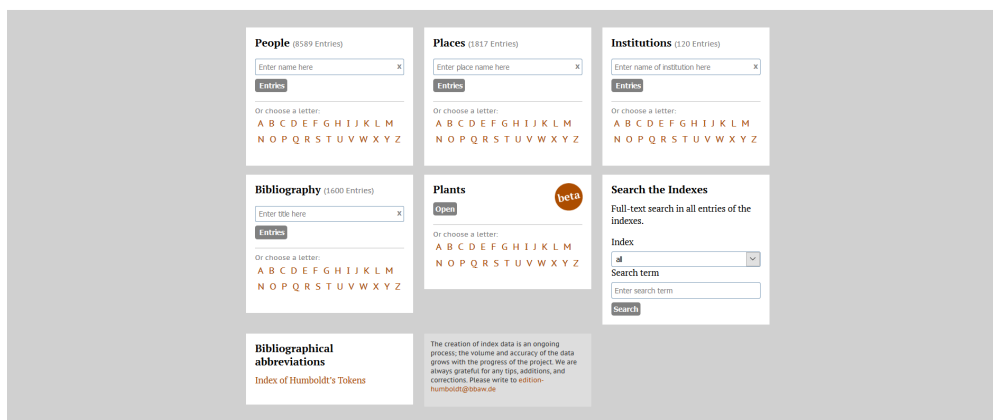 People (8589 Entries)
Enter name here x
Entries
Or choose a letter:
A B C D E F G H I J K L M
N O P Q R S T U V W X Y Z
Places (1817 Entries)
Enter place name here x
Entries
Or choose a letter:
A B C D E F G H I J K L M
N O P Q R S T U V W X Y Z
Institutions (120 Entries)
Enter name of institution here x
Entries
Or choose a letter:
A B C D E F G H I J K L M
N O P Q R S T U V W X Y Z
Bibliography (1600 Entries)
Enter title here x
Entries
Or choose a letter:
A B C D E F G H I J K L M
N O P Q R S T U V W X Y Z
Plants
beta
Open
Or choose a letter:
A B C D E F G H I J K L M
N O P Q R S T U V W X Y Z
Search the Indexes
Full-text search in all entries of the
indexes.
Index
al
Search term
Enter search term
Search
Bibliographical
abbreviations
Index of Humboldt's Tokens
The creation of index data is an ongoing
process; the volume and accuracy of the data
grows with the progress of the project. We are
always grateful for any tips, additions, and
corrections. Please write to edition-
humboldt@bbaw.de